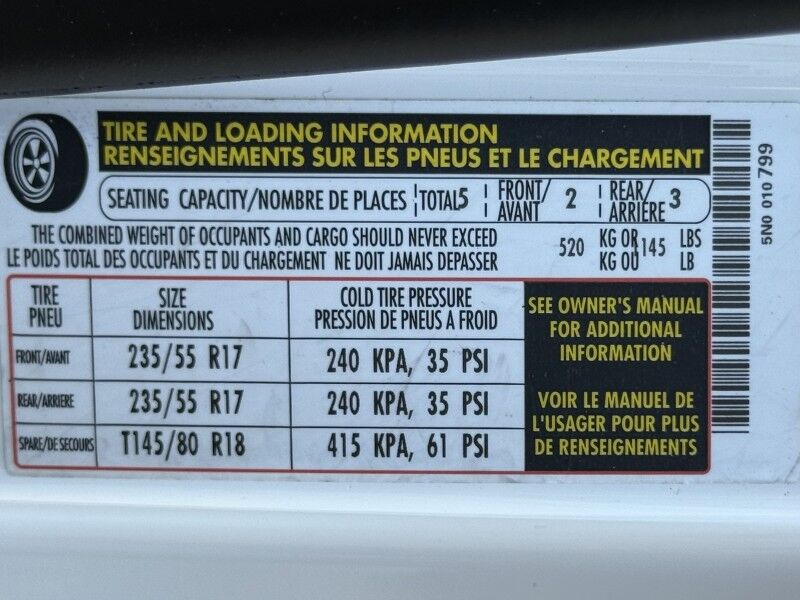 TIRE AND LOADING INFORMATION
RENSEIGNEMENTS SUR LES PNEUS ET LE CHARGEMENT
SEATING CAPACITY/NOMBRE DE PLACES TOTAL 5 FRONT/AVANT 2 REAR/ARRIÈRE 3
THE COMBINED WEIGHT OF OCCUPANTS AND CARGO SHOULD NEVER EXCEED 520 KG OR 1145 LBS
LE POIDS TOTAL DES OCCUPANTS ET DU CHARGEMENT NE DOIT JAMAIS DEPASSER KG OU LB
TIRE PNEU
SIZE DIMENSIONS
COLD TIRE PRESSURE
PRESSION DE PNEUS A FROID
FRONT/AVANT 235/55 R17 240 KPA, 35 PSI
REAR/ARRIERE 235/55 R17 240 KPA, 35 PSI
SPARE/DE SECOURS T145/80 R18 415 KPA, 61 PSI
SEE OWNER'S MANUAL
FOR ADDITIONAL
INFORMATION
VOIR LE MANUEL DE
L'USAGER POUR PLUS
DE RENSEIGNEMENTS
5N0 010 799